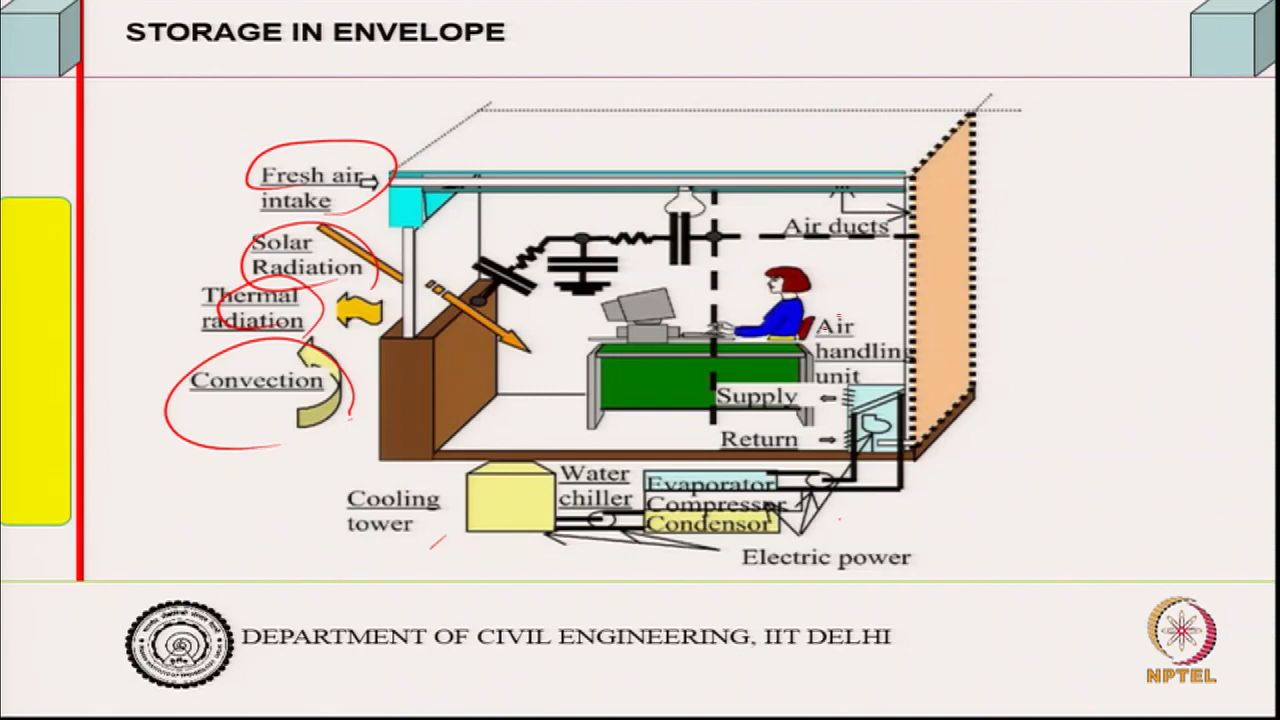 STORAGE IN ENVELOPE
Fresh air
intake
Solar
Radiation
Thermal
radiation
Convection
Air ducts
Air
handling
unit
Supply
Return
Cooling
tower
Water
chiller
Evaporator
Compressor
Condensor
Electric power
DEPARTMENT OF CIVIL ENGINEERING, IIT DELHI
NPTEL